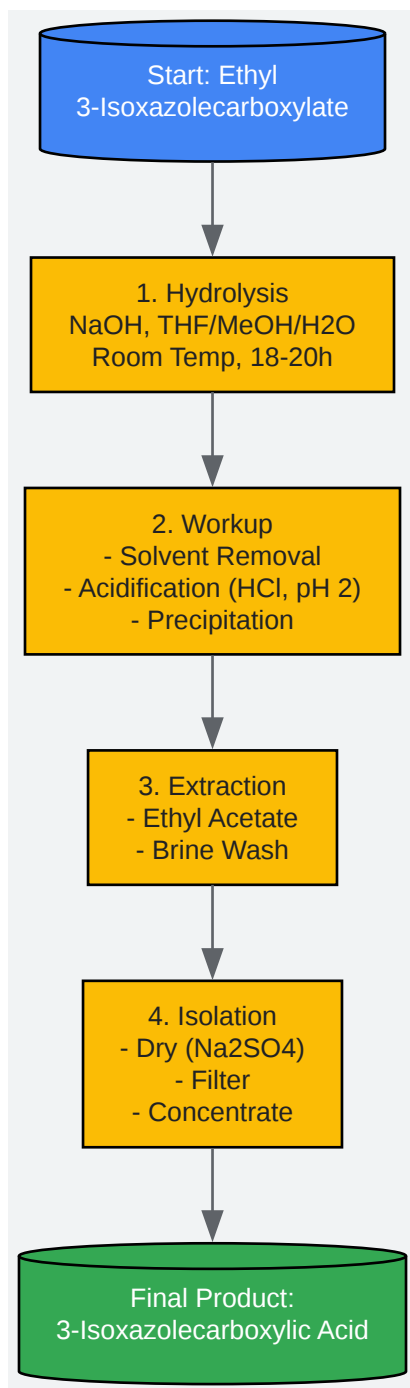 Start: Ethyl
3-Isoxazolecarboxylate
1. Hydrolysis
NaOH, THF/MeOH/H2O
Room Temp, 18-20h
2. Workup
- Solvent Removal
- Acidification (HCl, pH 2)
- Precipitation
3. Extraction
- Ethyl Acetate
- Brine Wash
4. Isolation
- Dry (Na2SO4)
- Filter
- Concentrate
Final Product:
3-Isoxazolecarboxylic Acid